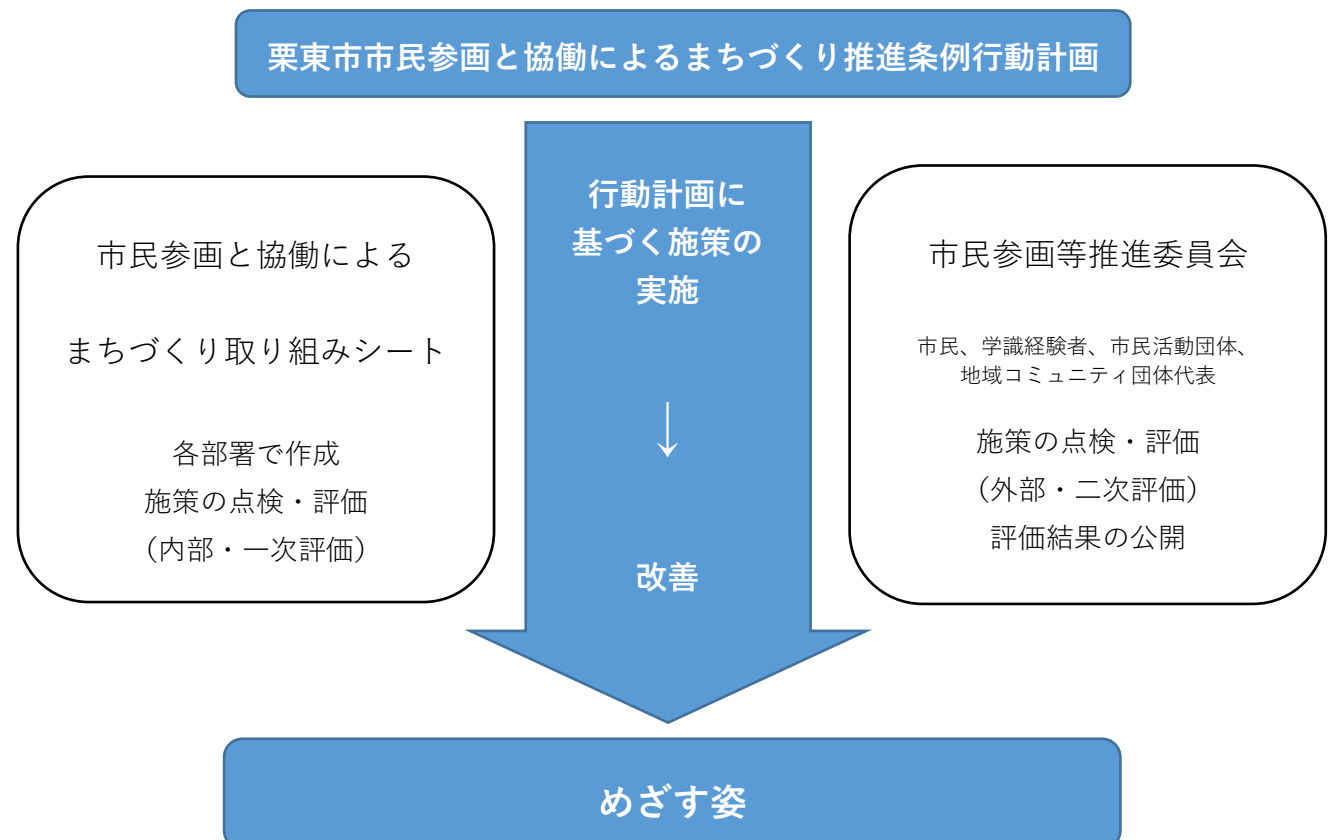 栗東市市民参画と協働によるまちづくり推進条例行動計画
市民参画と協働による
まちづくり取り組みシート
各部署で作成
施策の点検・評価
（内部・一次評価）
行動計画に
基づく施策の
実施
↓
改善
市民参画等推進委員会
市民、学識経験者、市民活動団体、
地域コミュニティ団体代表
施策の点検・評価
（外部・二次評価）
評価結果の公開
めざす姿